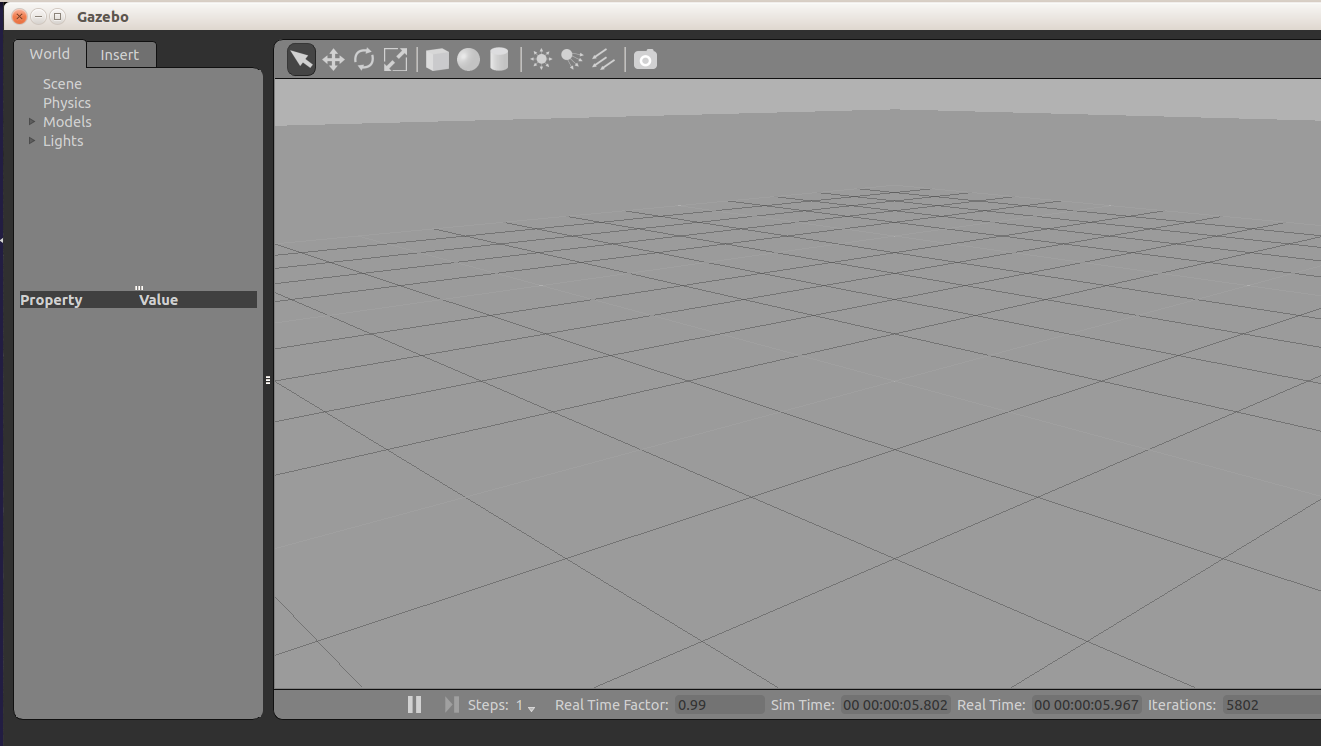 Gazebo
World Insert
Scene
Physics
Models
Lights
Property Value
Steps: 1 Real Time Factor: 0.99 Sim Time: 00 00:00:05.802 Real Time: 00 00:00:05.967 Iterations: 5802